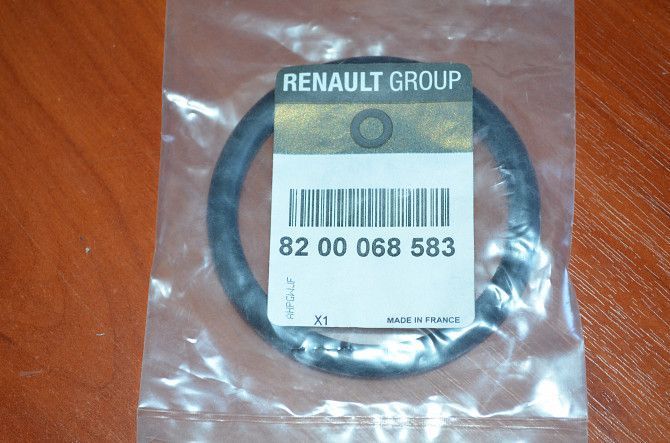 RENAULT GROUP
82 00 068 583
X1 MADE IN FRANCE